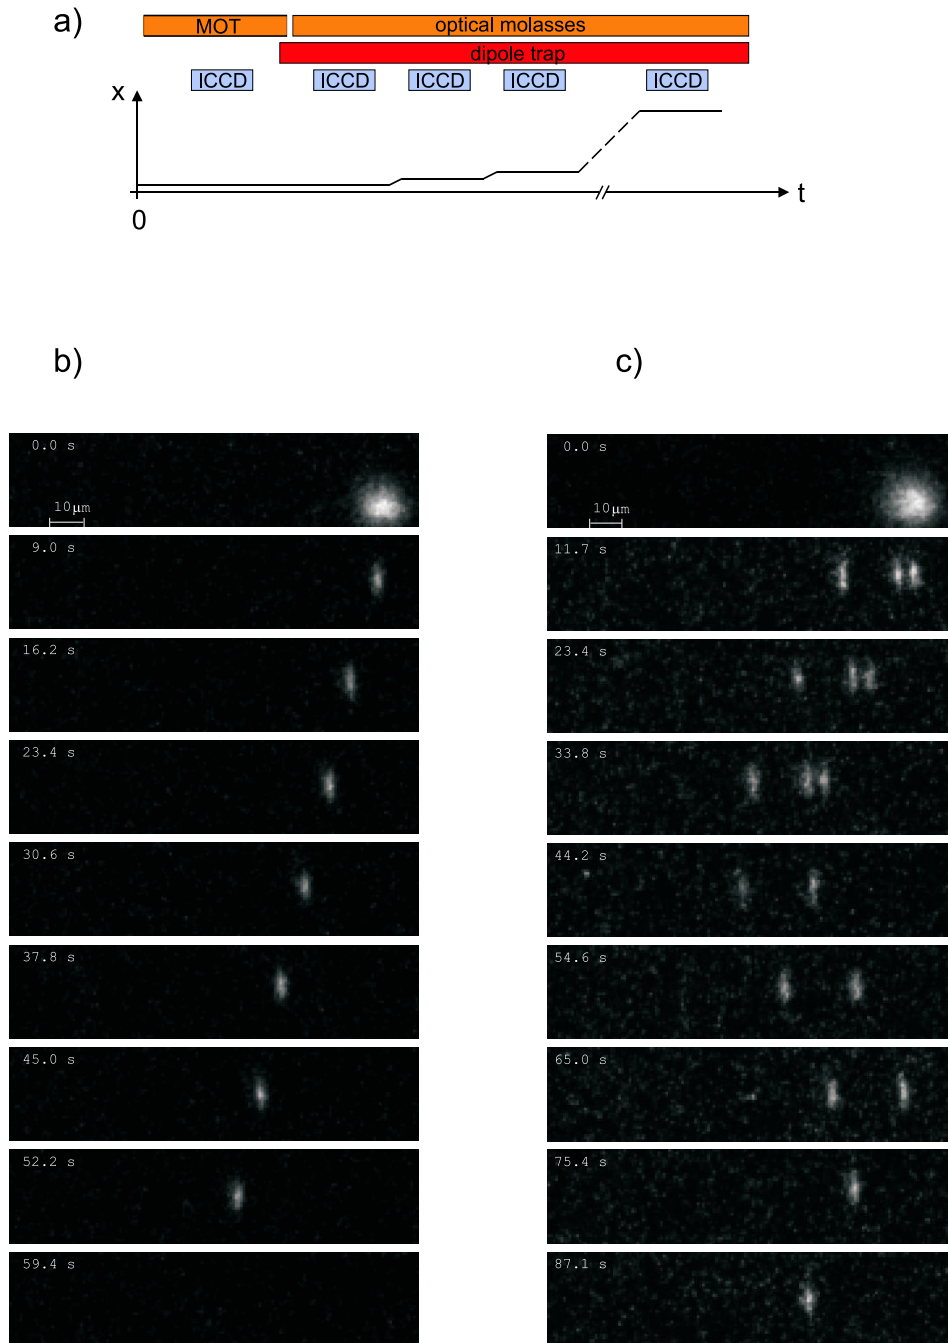 a)
MOT
optical molasses
dipole trap
ICCD ICCD ICCD ICCD ICCD
x
t
0
b)
c)
0.0 s
10μm
9.0 s
16.2 s
23.4 s
30.6 s
37.8 s
45.0 s
52.2 s
59.4 s
0.0 s
10μm
11.7 s
23.4 s
33.8 s
44.2 s
54.6 s
65.0 s
75.4 s
87.1 s